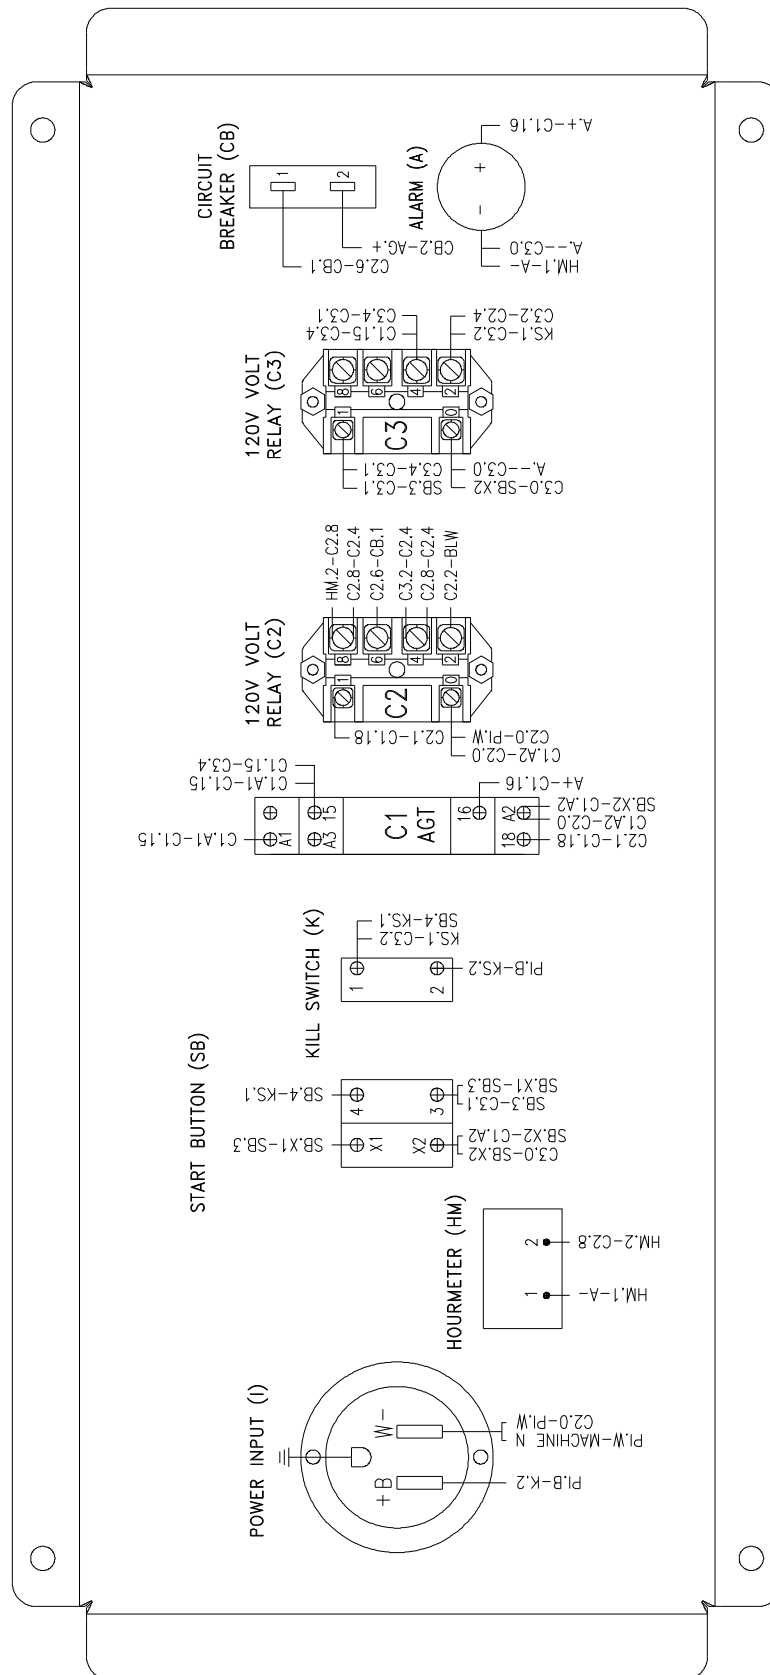 CIRCUIT
BREAKER (CB)
1
2
C2.6-CB.1
CB.2-AG.+
ALARM (A)
+
-
A.+-C1.16
A.--C3.0
HM.1-A-
120V VOLT
RELAY (C3)
C1.15-C3.4
C3.4-C3.1
KS.1-C3.2
C3.2-C2.4
8
6
4
2
1
0
C3
SB.3-C3.1
C3.4-C3.1
C3.0-SB.X2
A.--C3.0
120V VOLT
RELAY (C2)
HM.2-C2.8
C2.8-C2.4
C2.6-CB.1
C3.2-C2.4
C2.8-C2.4
C2.2-BLW
8
6
4
2
1
0
C2
C2.1-C1.18
C2.0-PI.W
C1.A2-C2.0
C1.A1-C1.15
C1.15-C3.4
A+-C1.16
C1.A1-C1.15
A1
15
A3
C1
AGT
16
A2
18
SB.X2-C1.A2
C1.A2-C2.0
C2.1-C1.18
KILL SWITCH (K)
SB.4-KS.1
KS.1-C3.2
1
2
PI.B-KS.2
START BUTTON (SB)
SB.4-KS.1
4
3
SB.X1-SB.3
SB.3-C3.1
SB.X1-SB.3
X1
X2
SB.X2-C1.A2
C3.0-SB.X2
HOURMETER (HM)
2
1
HM.2-C2.8
HM.1-A-
POWER INPUT (I)
W-
+B
C2.0-PI.W
PI.W-MACHINE N
PI.B-K.2